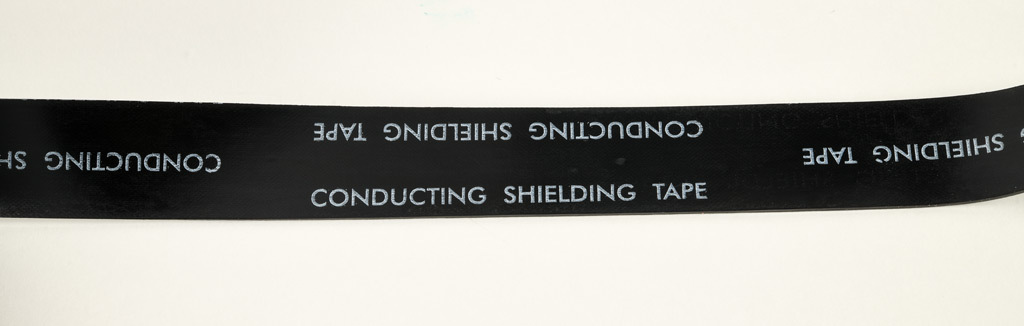 CONDUCTING SHIELDING TAPE
CONDUCTING SH
SHIELDING TAPE
CONDUCTING SHIELDING TAPE